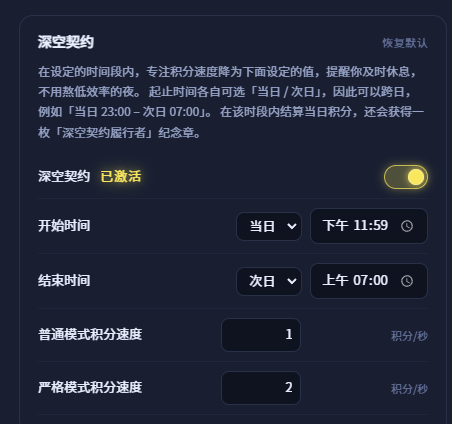 深空契约 恢复默认
在设定的时间段内，专注积分速度降为下面设定的值，提醒你及时休息，
不用熬低效率的夜。 起止时间各自可选「当日 / 次日」，因此可以跨日，
例如「当日 23:00 – 次日 07:00」。 在该时段内结算当日积分，还会获得一
枚「深空契约履行者」纪念章。
深空契约 已激活
开始时间 当日 下午 11:59
结束时间 次日 上午 07:00
普通模式积分速度 1 积分/秒
严格模式积分速度 2 积分/秒